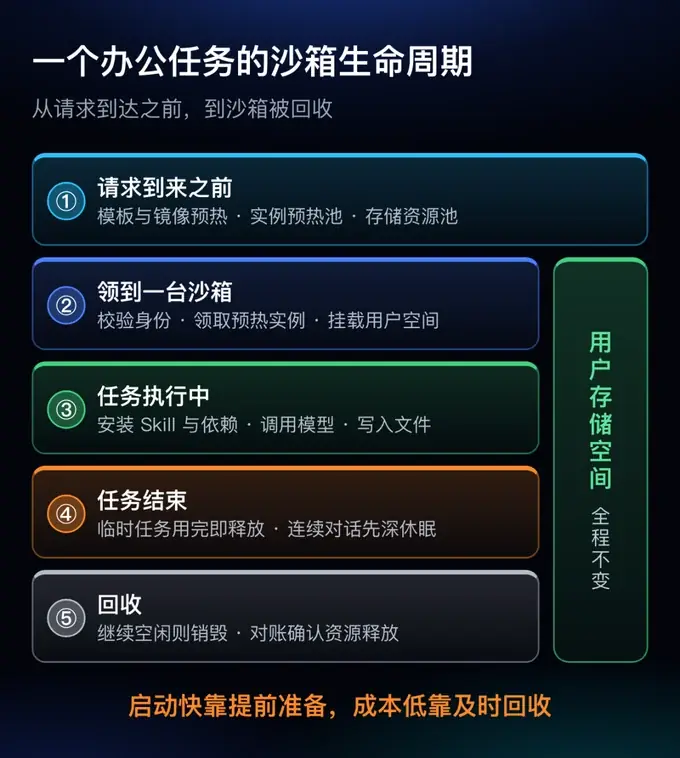 一个办公任务的沙箱生命周期
从请求到达之前，到沙箱被回收
① 请求到来之前
模板与镜像预热 · 实例预热池 · 存储资源池
② 领到一台沙箱
校验身份 · 领取预热实例 · 挂载用户空间
③ 任务执行中
安装 Skill 与依赖 · 调用模型 · 写入文件
④ 任务结束
临时任务用完即释放 · 连续对话先深休眠
⑤ 回收
继续空闲则销毁 · 对账确认资源释放
用户存储空间 全程不变
启动快靠提前准备，成本低靠及时回收